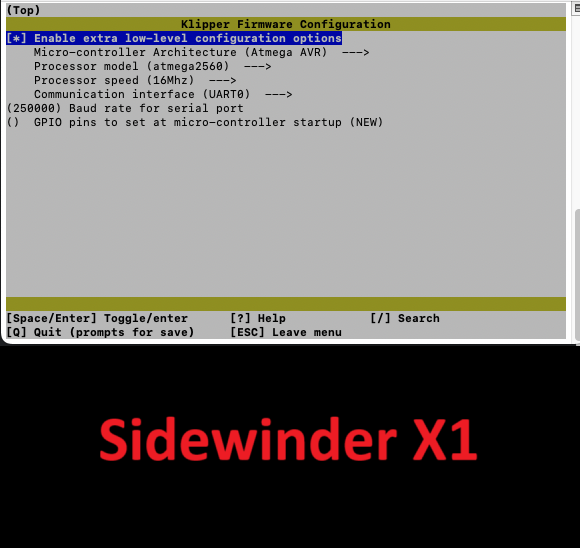 (Top)
Klipper Firmware Configuration
[*] Enable extra low-level configuration options
Micro-controller Architecture (Atmega AVR)  --->
Processor model (atmega2560)  --->
Processor speed (16Mhz)  --->
Communication interface (UART0)  --->
(250000) Baud rate for serial port
()  GPIO pins to set at micro-controller startup (NEW)
[Space/Enter] Toggle/enter      [?] Help            [/] Search
[Q] Quit (prompts for save)     [ESC] Leave menu
Sidewinder X1